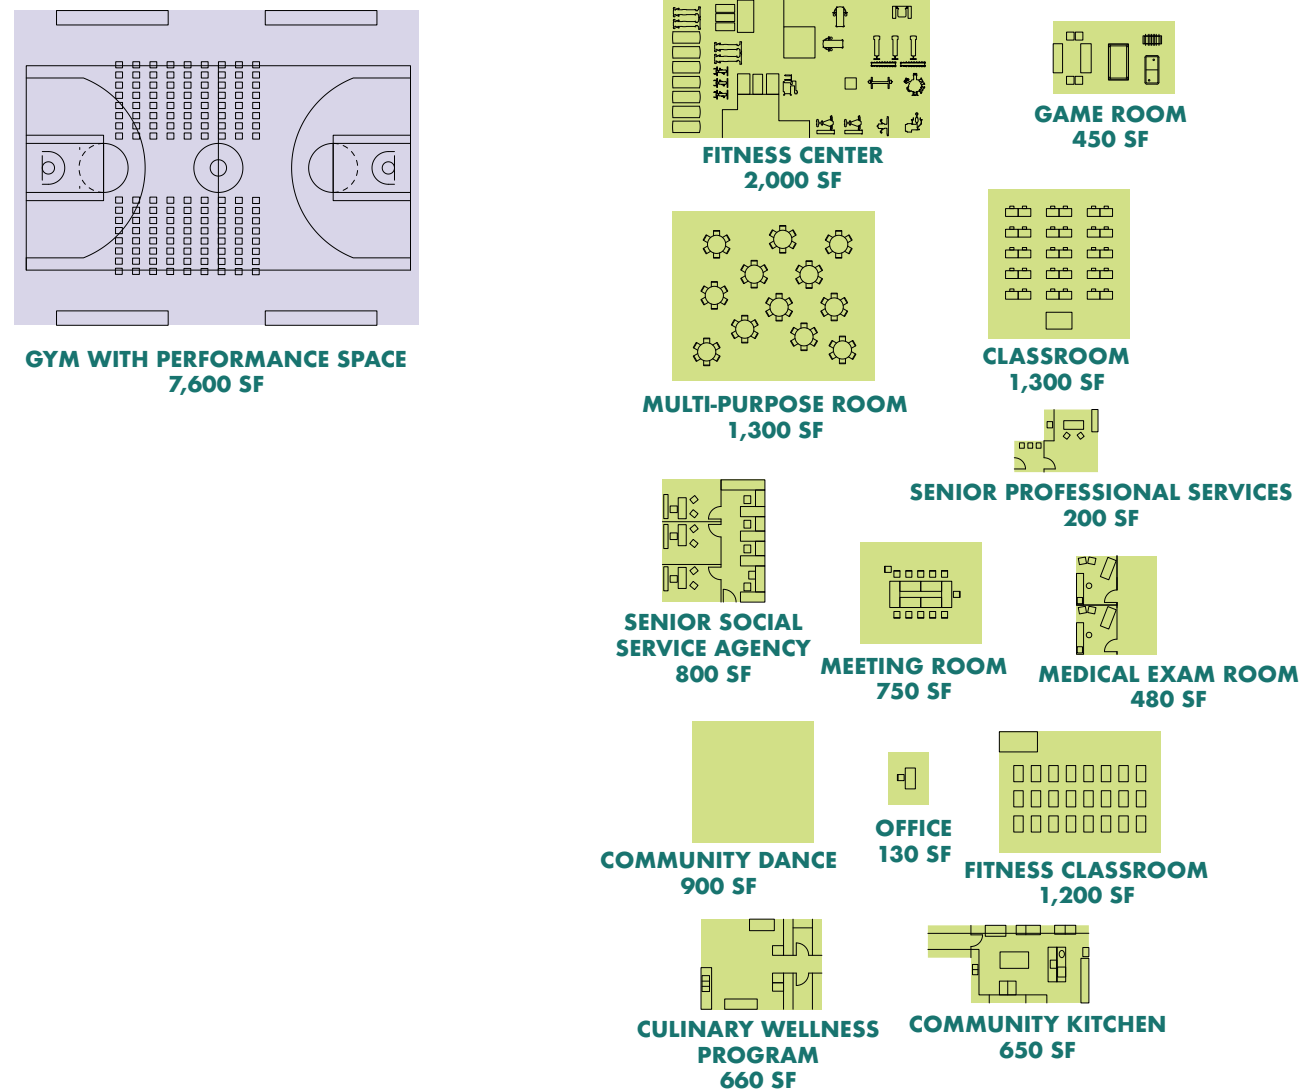 GYM WITH PERFORMANCE SPACE
7,600 SF
FITNESS CENTER
2,000 SF
GAME ROOM
450 SF
MULTI-PURPOSE ROOM
1,300 SF
CLASSROOM
1,300 SF
SENIOR PROFESSIONAL SERVICES
200 SF
SENIOR SOCIAL
SERVICE AGENCY
800 SF
MEETING ROOM
750 SF
MEDICAL EXAM ROOM
480 SF
COMMUNITY DANCE
900 SF
OFFICE
130 SF
FITNESS CLASSROOM
1,200 SF
CULINARY WELLNESS
PROGRAM
660 SF
COMMUNITY KITCHEN
650 SF